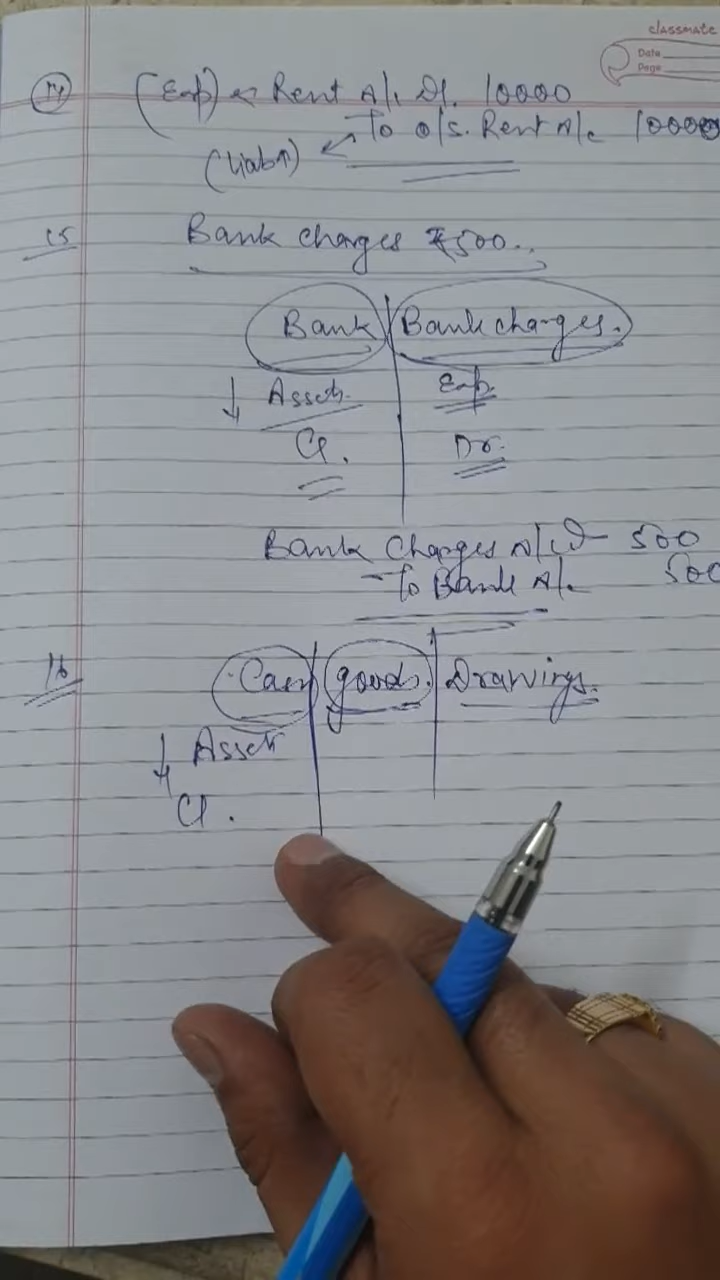 classmate
Date
Page
14 (Exp) ← Rent A/c Dr. 10000
To o/s. Rent A/c 10000
(Liab↑)
15 Bank charges ₹500..
Bank | Bank charges.
↓ Assets. | Exp.
Cr. | Dr.
Bank Charges A/c Dr 500
To Bank A/c 500
16 Cash | goods. | Drawings.
↓ Asset
Cr.